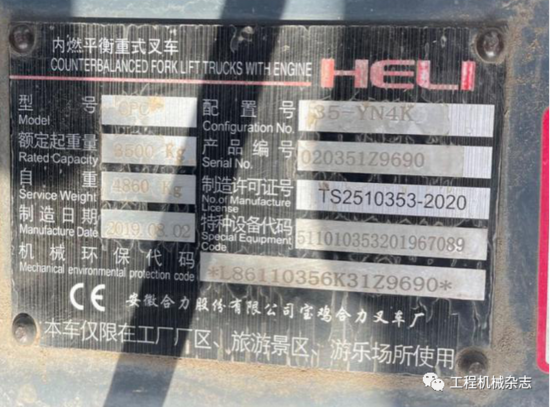 内燃平衡重式叉车
COUNTERBALANCED FORK LIFT TRUCKS WITH ENGINE
HELI
型号 CPC
Model
配置号 35-YN4K
Configuration No.
额定起重量 3500 Kg
Rated Capacity
产品编号 020351Z9690
Serial No.
自重 4860 Kg
Service Weight
制造许可证号 TS2510353-2020
No. or Manufacture License
制造日期 2019.08.02
Manufacture Date
特种设备代码 511010353201967089
Special Equipment Code
机械环保代码 *L86110356K31Z9690*
Mechanical environmental protection code
CE 安徽合力股份有限公司宝鸡合力叉车厂
本车仅限在工厂厂区、旅游景区、游乐场所使用
工程机械杂志